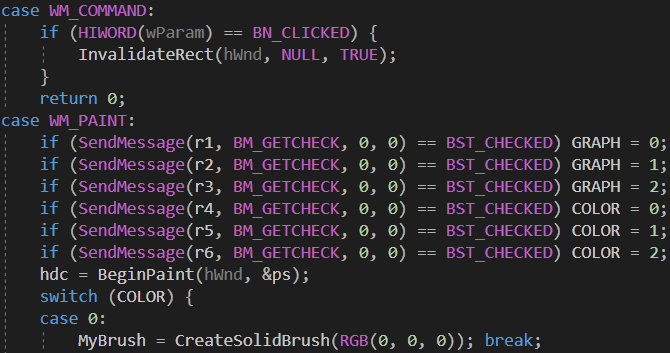 case WM_COMMAND:
if (HIWORD(wParam) == BN_CLICKED) {
InvalidateRect(hWnd, NULL, TRUE);
}
return 0;
case WM_PAINT:
if (SendMessage(r1, BM_GETCHECK, 0, 0) == BST_CHECKED) GRAPH = 0;
if (SendMessage(r2, BM_GETCHECK, 0, 0) == BST_CHECKED) GRAPH = 1;
if (SendMessage(r3, BM_GETCHECK, 0, 0) == BST_CHECKED) GRAPH = 2;
if (SendMessage(r4, BM_GETCHECK, 0, 0) == BST_CHECKED) COLOR = 0;
if (SendMessage(r5, BM_GETCHECK, 0, 0) == BST_CHECKED) COLOR = 1;
if (SendMessage(r6, BM_GETCHECK, 0, 0) == BST_CHECKED) COLOR = 2;
hdc = BeginPaint(hWnd, &ps);
switch (COLOR) {
case 0:
MyBrush = CreateSolidBrush(RGB(0, 0, 0)); break;